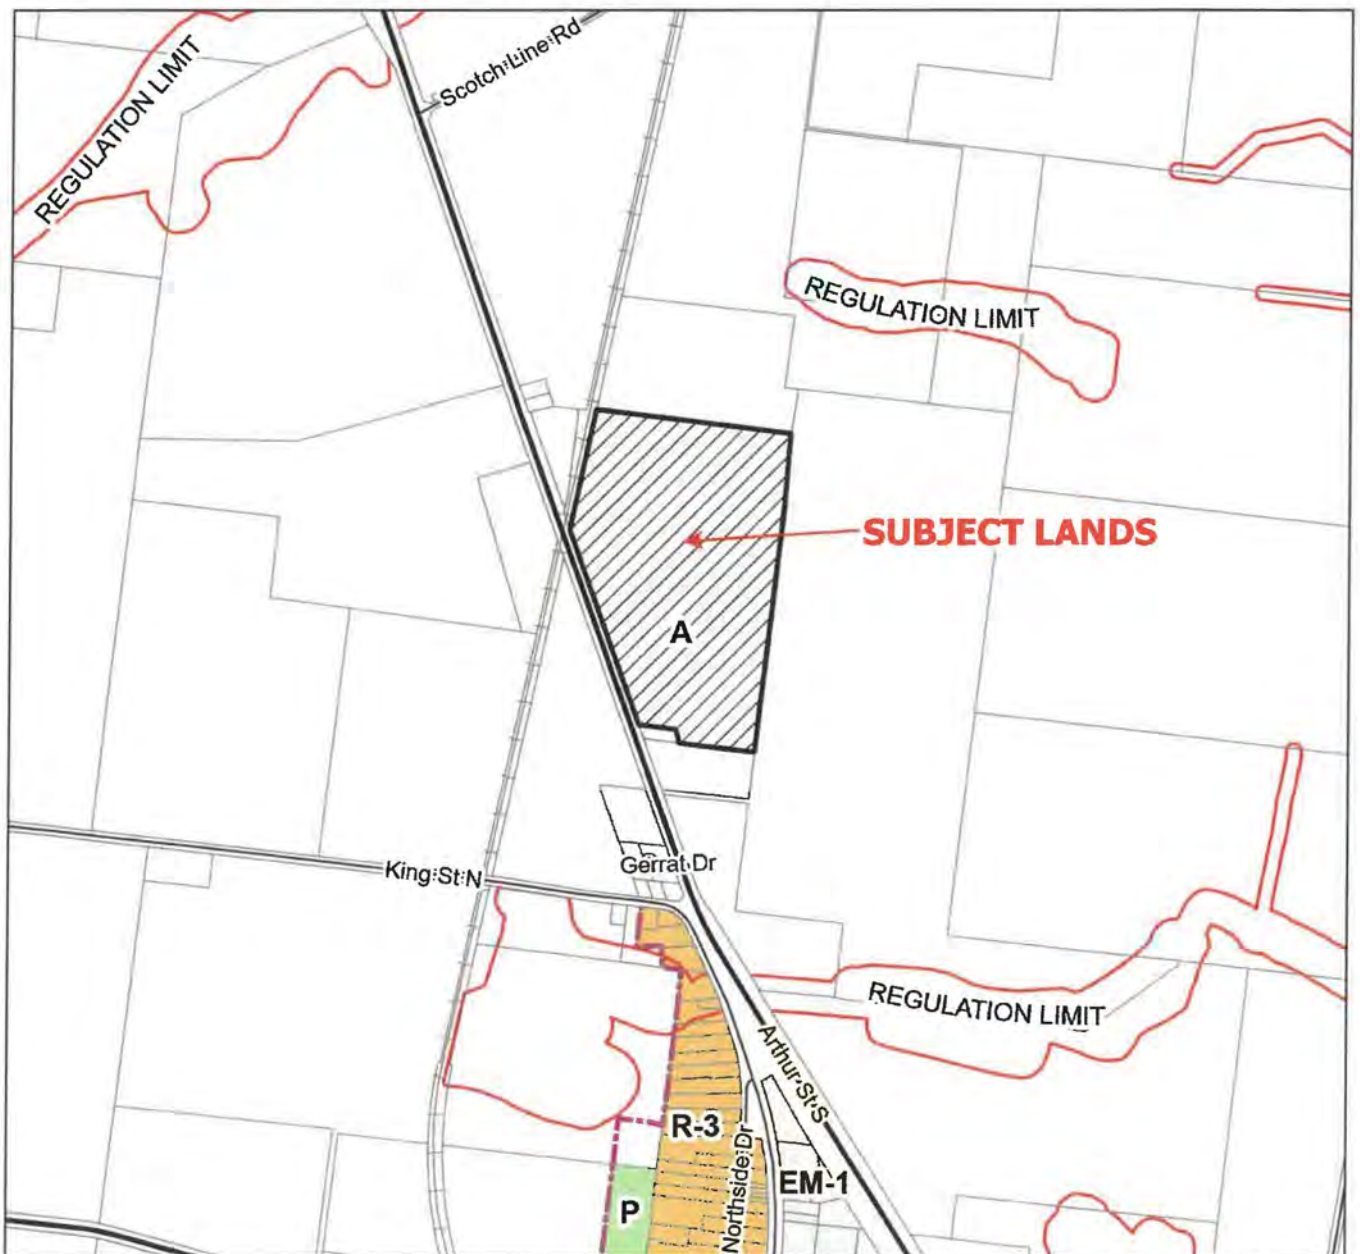 Scotch Line Rd
REGULATION LIMIT
REGULATION LIMIT
SUBJECT LANDS
A
King St N
Gerrat Dr
REGULATION LIMIT
Arthur St S
R-3
Northside Dr
EM-1
P